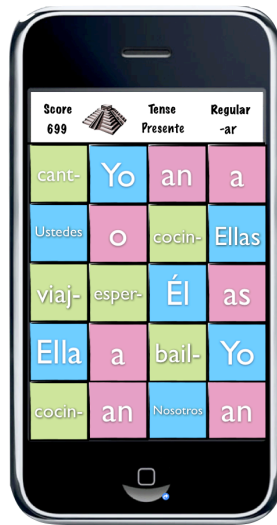 Score Tense Regular
699 Presente -ar
cant- Yo an a
Ustedes o cocin- Ellas
viaj- esper- Él as
Ella a bail- Yo
cocin- an Nosotros an